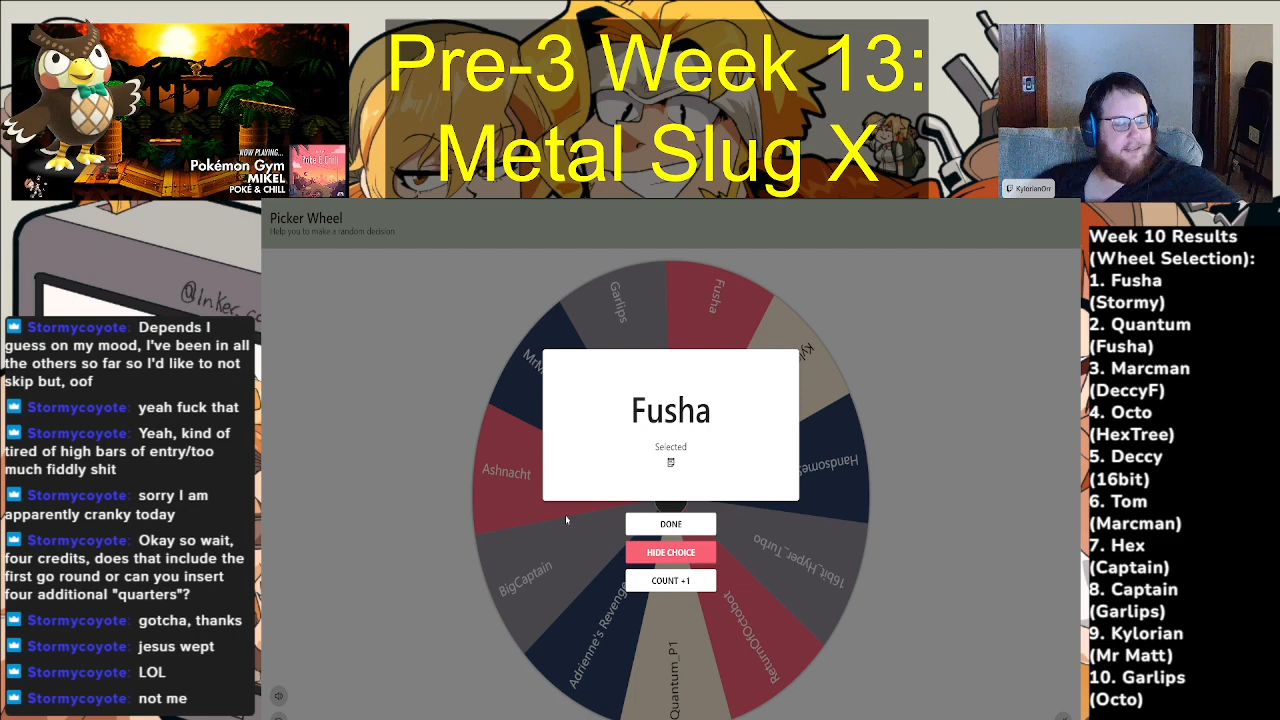 Pre-3 Week 13:
Metal Slug X
NOW PLAYING...
Pokémon Gym
MIKEL
POKÉ & CHILL
Poké & Chill
KylorianOrr
Picker Wheel
Help you to make a random decision
Garlips
Fusha
Handsome
16bit_Hyper_Turbo
ReturnOfOctobot
Quantum_P1
Adrienne's Revenge
BigCaptain
Ashnacht
Fusha
Selected
DONE
HIDE CHOICE
COUNT +1
Stormycoyote: Depends I
guess on my mood, I've been in all
the others so far so I'd like to not
skip but, oof
Stormycoyote: yeah fuck that
Stormycoyote: Yeah, kind of
tired of high bars of entry/too
much fiddly shit
Stormycoyote: sorry I am
apparently cranky today
Stormycoyote: Okay so wait,
four credits, does that include the
first go round or can you insert
four additional "quarters"?
Stormycoyote: gotcha, thanks
Stormycoyote: jesus wept
Stormycoyote: LOL
Stormycoyote: not me
Week 10 Results
(Wheel Selection):
1. Fusha
(Stormy)
2. Quantum
(Fusha)
3. Marcman
(DeccyF)
4. Octo
(HexTree)
5. Deccy
(16bit)
6. Tom
(Marcman)
7. Hex
(Captain)
8. Captain
(Garlips)
9. Kylorian
(Mr Matt)
10. Garlips
(Octo)